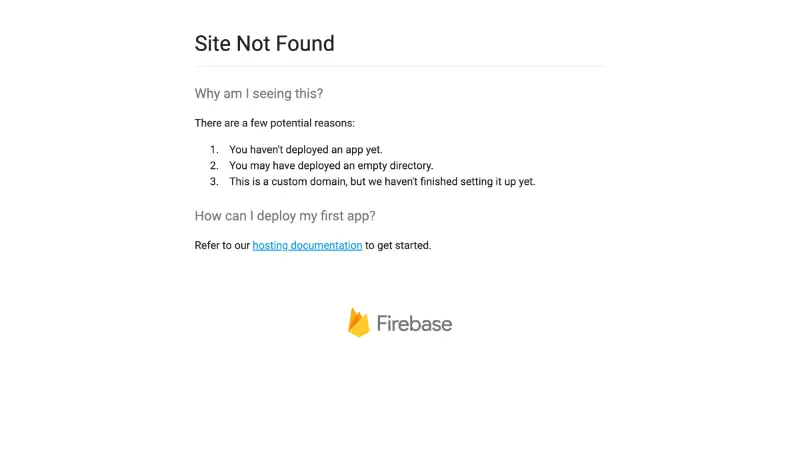 Site Not Found
Why am I seeing this?
There are a few potential reasons:
1. You haven't deployed an app yet.
2. You may have deployed an empty directory.
3. This is a custom domain, but we haven't finished setting it up yet.
How can I deploy my first app?
Refer to our hosting documentation to get started.
Firebase